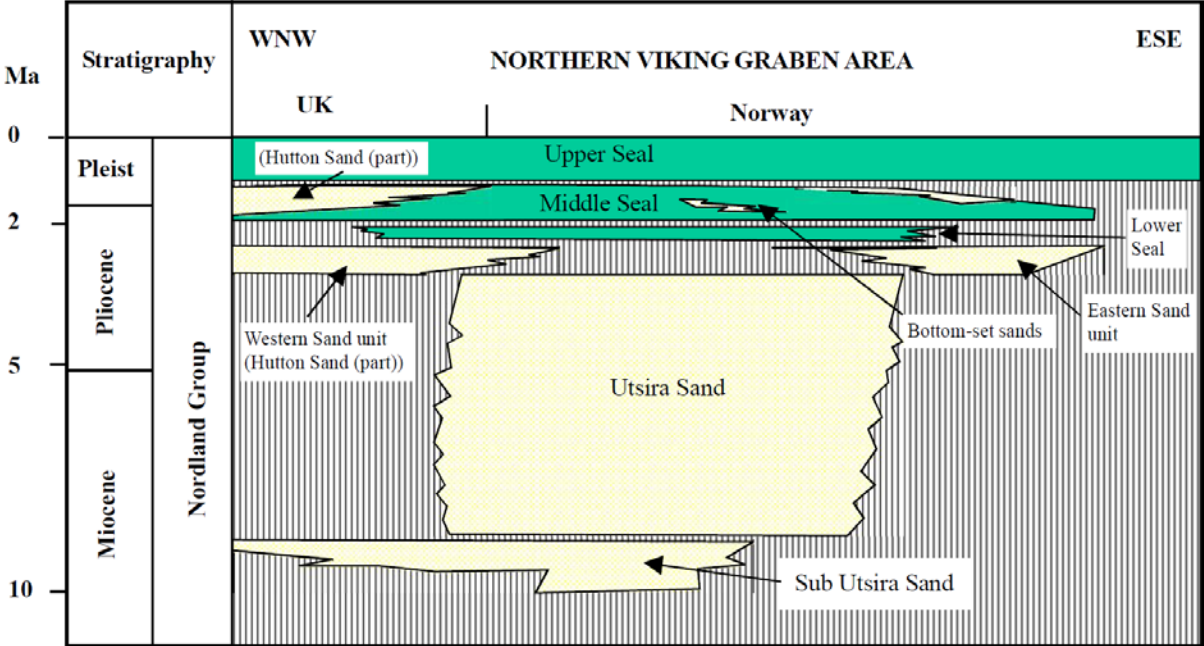 Stratigraphy
WNW
ESE
NORTHERN VIKING GRABEN AREA
Ma
UK
Norway
0
Pleist
(Hutton Sand (part))
Upper Seal
Middle Seal
2
Lower
Seal
Pliocene
Western Sand unit
(Hutton Sand (part))
Bottom-set sands
Eastern Sand
unit
5
Utsira Sand
Nordland Group
Miocene
Sub Utsira Sand
10